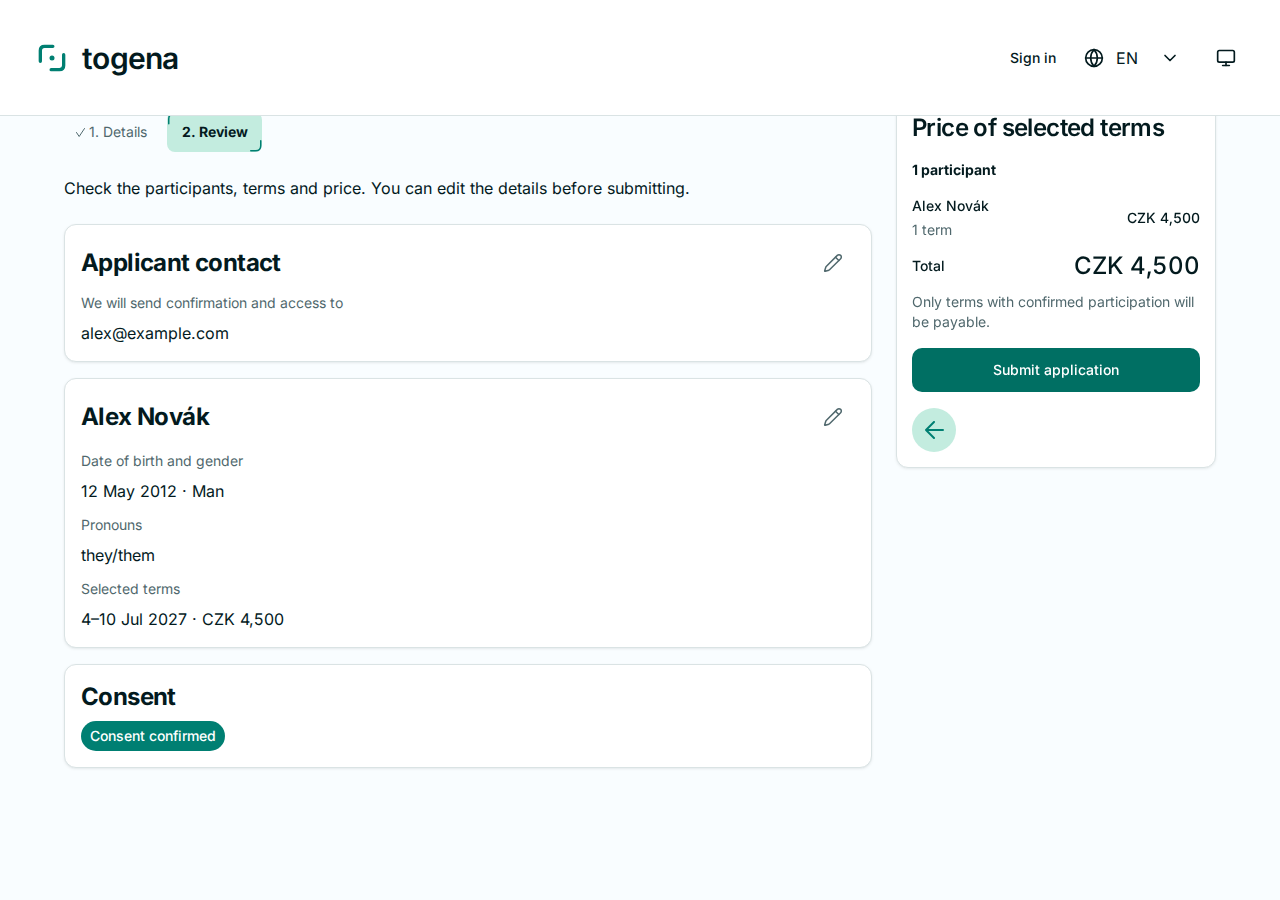 togena
Sign in
EN
1. Details
2. Review
Check the participants, terms and price. You can edit the details before submitting.
Applicant contact
We will send confirmation and access to
alex@example.com
Alex Novák
Date of birth and gender
12 May 2012 · Man
Pronouns
they/them
Selected terms
4–10 Jul 2027 · CZK 4,500
Consent
Consent confirmed
Price of selected terms
1 participant
Alex Novák
1 term
CZK 4,500
Total
CZK 4,500
Only terms with confirmed participation will
be payable.
Submit application